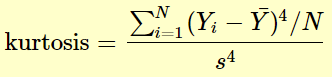 kurtosis = \frac{\sum_{i=1}^{N} (Y_i - \bar{Y})^4 / N}{s^4}